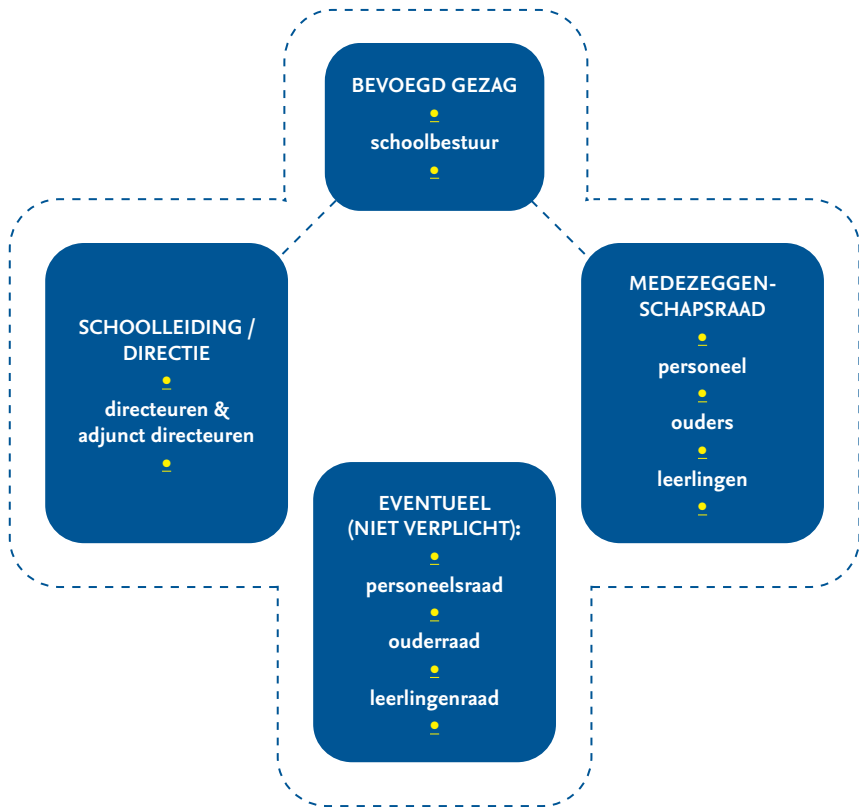 BEVOEGD GEZAG
schoolbestuur
SCHOOLLEIDING /
DIRECTIE
directeuren &
adjunct directeuren
MEDEZEGGEN-
SCHAPSRAAD
personeel
ouders
leerlingen
EVENTUEEL
(NIET VERPLICHT):
personeelsraad
ouderraad
leerlingenraad